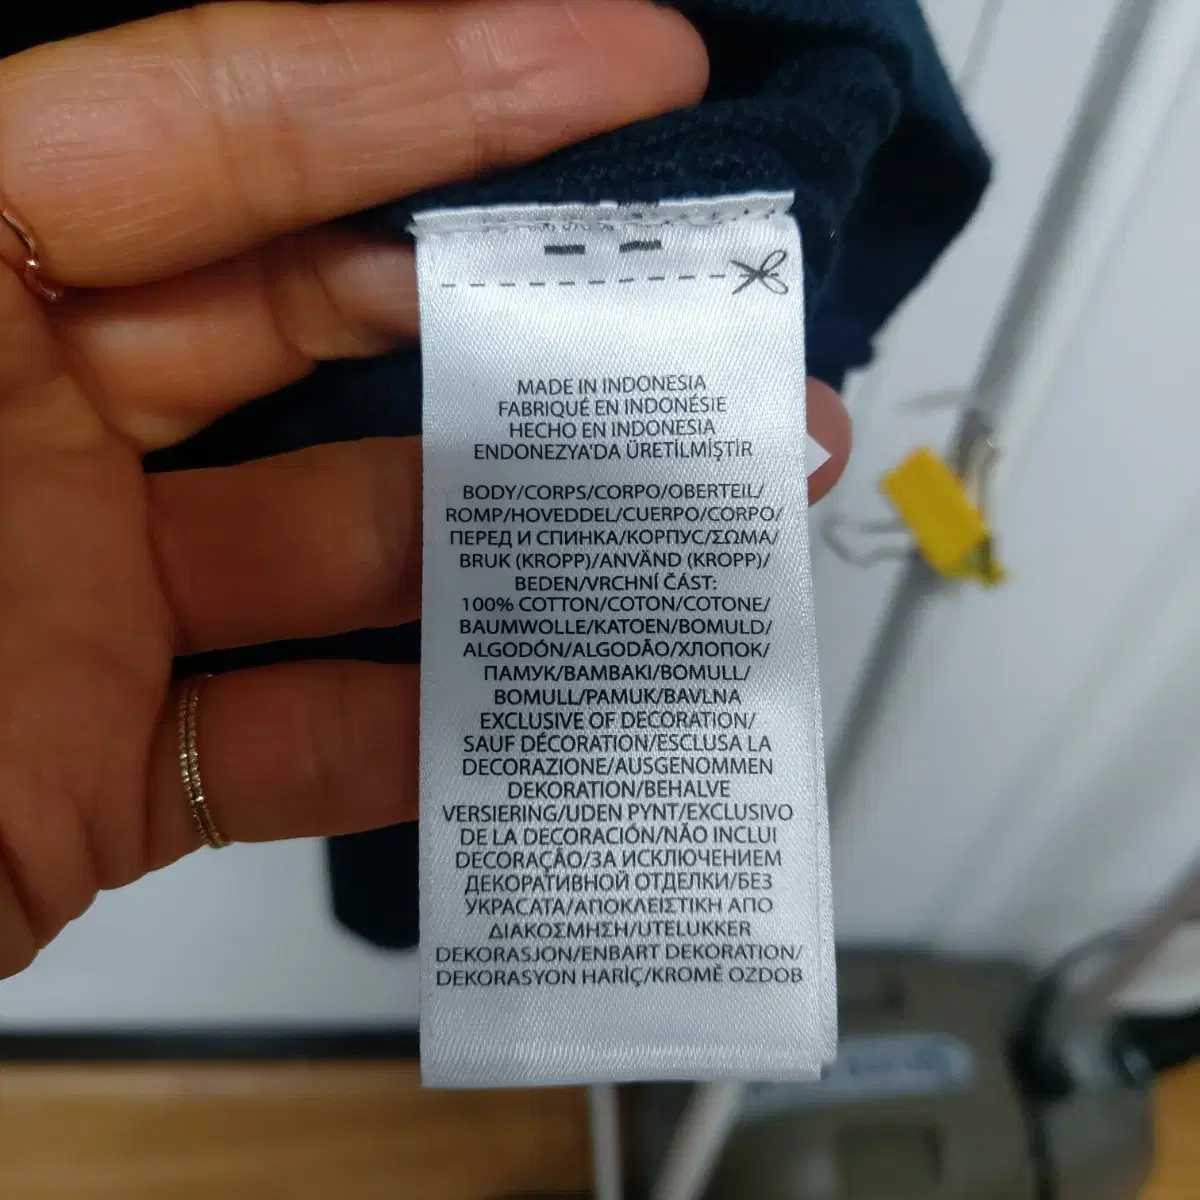 MADE IN INDONESIA
FABRIQUÉ EN INDONÉSIE
HECHO EN INDONESIA
ENDONEZYA'DA ÜRETİLMİŞTİR
BODY/CORPS/CORPO/OBERTEIL/
ROMP/HOVEDDEL/CUERPO/CORPO/
ПЕРЕД И СПИНКА/КОРПУС/ΣΩΜΑ/
BRUK (KROPP)/ANVÄND (KROPP)/
BEDEN/VRCHNÍ ČÁST:
100% COTTON/COTON/COTONE/
BAUMWOLLE/KATOEN/BOMULD/
ALGODÓN/ALGODÃO/ХЛОПОК/
ПАМУК/ΒΑΜΒΑΚΙ/BOMULL/
BOMULL/PAMUK/BAVLNA
EXCLUSIVE OF DECORATION/
SAUF DÉCORATION/ESCLUSA LA
DECORAZIONE/AUSGENOMMEN
DEKORATION/BEHALVE
VERSIERING/UDEN PYNT/EXCLUSIVO
DE LA DECORACIÓN/NÃO INCLUI
DECORAÇÃO/ЗА ИСКЛЮЧЕНИЕМ
ДЕКОРАТИВНОЙ ОТДЕЛКИ/БЕЗ
УКРАСАТА/ΑΠΟΚΛΕΙΣΤΙΚΗ ΑΠΟ
ΔΙΑΚΟΣΜΗΣΗ/UTELUKKER
DEKORASJON/ENBART DEKORATION/
DEKORASYON HARİÇ/KROMĚ OZDOB